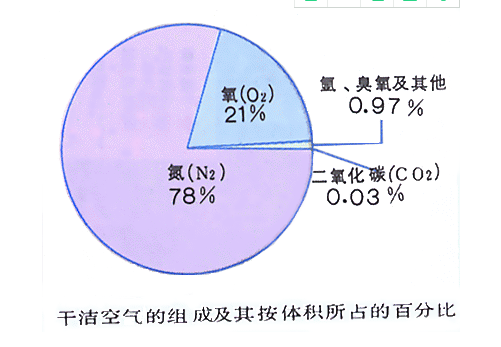 氧(O₂)
21%
氩、臭氧及其他
0.97%
氮(N₂)
78%
二氧化碳(CO₂)
0.03%
干洁空气的组成及其按体积所占的百分比